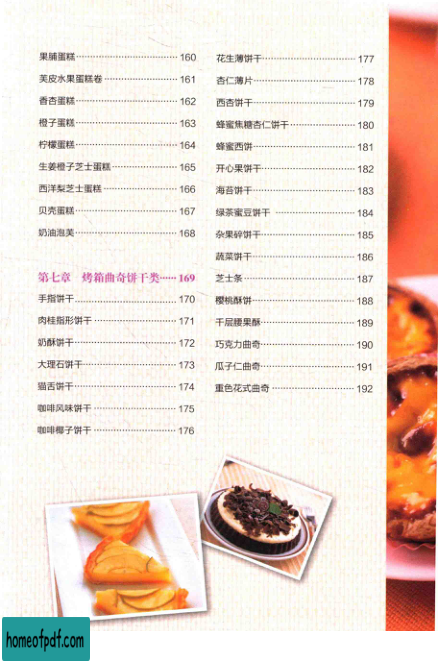 果脯蛋糕 160
芙皮水果蛋糕卷 161
香杏蛋糕 162
橙子蛋糕 163
柠檬蛋糕 164
生姜橙子芝士蛋糕 165
西洋梨芝士蛋糕 166
贝壳蛋糕 167
奶油泡芙 168
第七章 烤箱曲奇饼干类 169
手指饼干 170
肉桂指形饼干 171
奶酥饼干 172
大理石饼干 173
猫舌饼干 174
咖啡风味饼干 175
咖啡椰子饼干 176
花生薄饼干 177
杏仁薄片 178
西杏饼干 179
蜂蜜焦糖杏仁饼干 180
蜂蜜西饼 181
开心果饼干 182
海苔饼干 183
绿茶蜜豆饼干 184
杂果碎饼干 185
蔬菜饼干 186
芝士条 187
樱桃酥饼 188
千层腰果酥 189
巧克力曲奇 190
瓜子仁曲奇 191
重色花式曲奇 192
homeofpdf.com